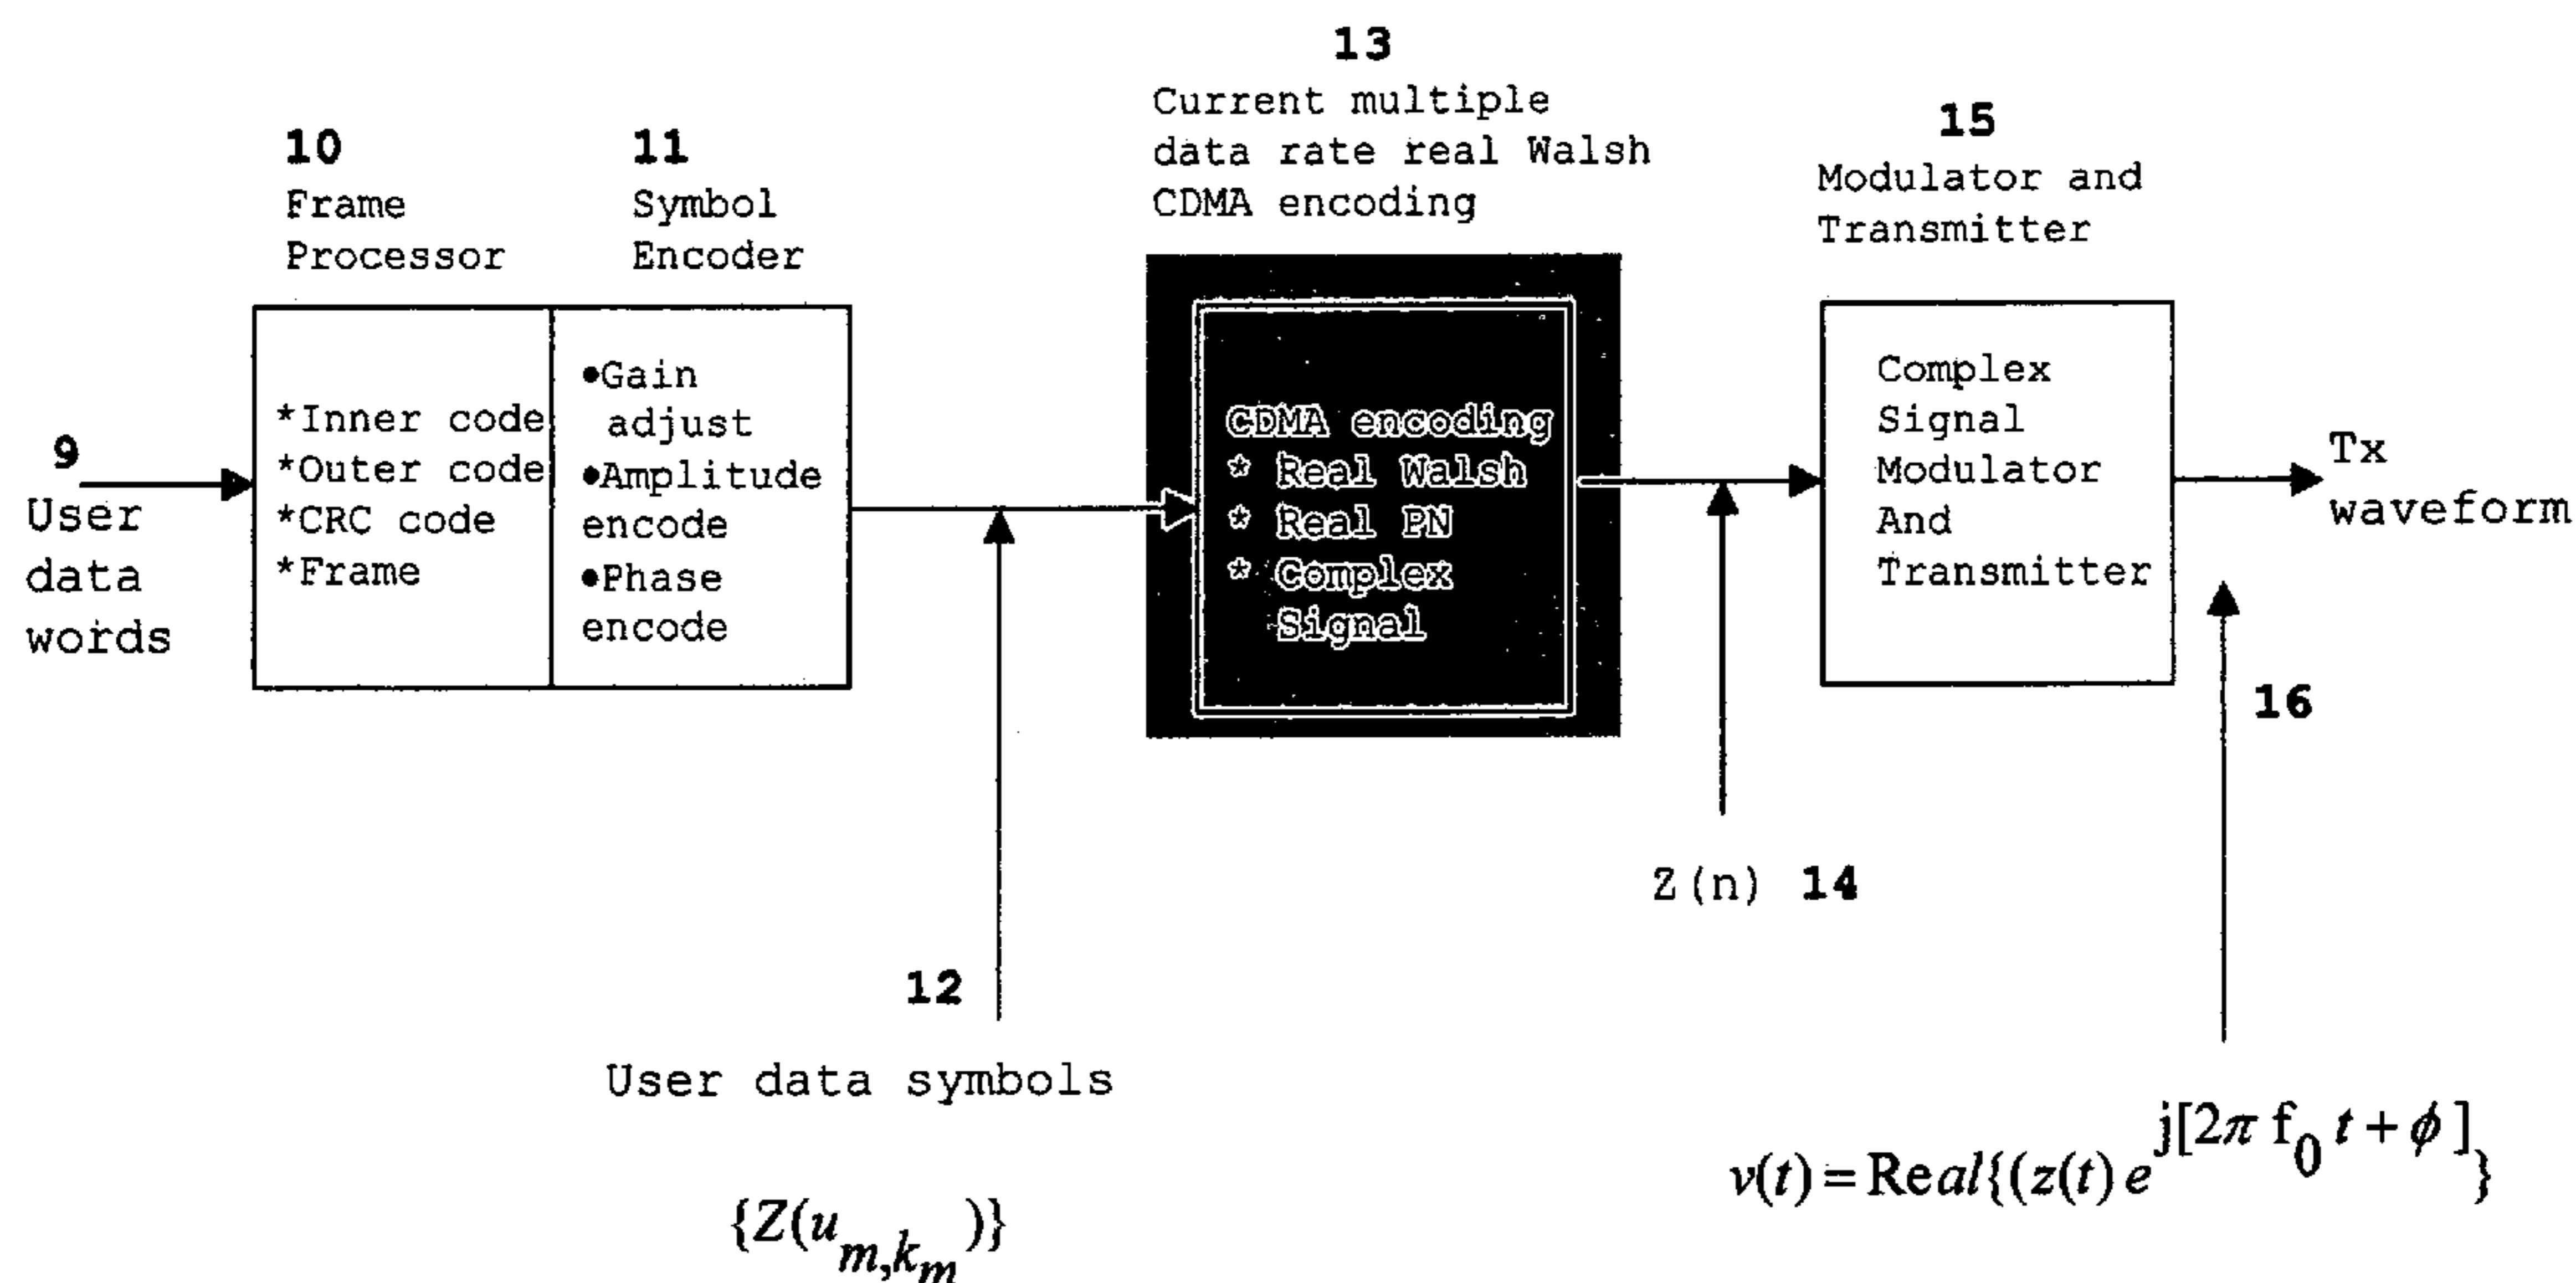 9
User
data
words
10
Frame
Processor
*Inner code
*Outer code
*CRC code
*Frame
11
Symbol
Encoder
•Gain
adjust
•Amplitude
encode
•Phase
encode
12
User data symbols
{Z(u_{m,k_m})}
13
Current multiple
data rate real Walsh
CDMA encoding
CDMA encoding
* Real Walsh
* Real PN
* Complex
Signal
Z(n) 14
15
Modulator and
Transmitter
Complex
Signal
Modulator
And
Transmitter
Tx
waveform
16
v(t) = Real{(z(t) e^{j[2π f_0 t + ϕ]}}